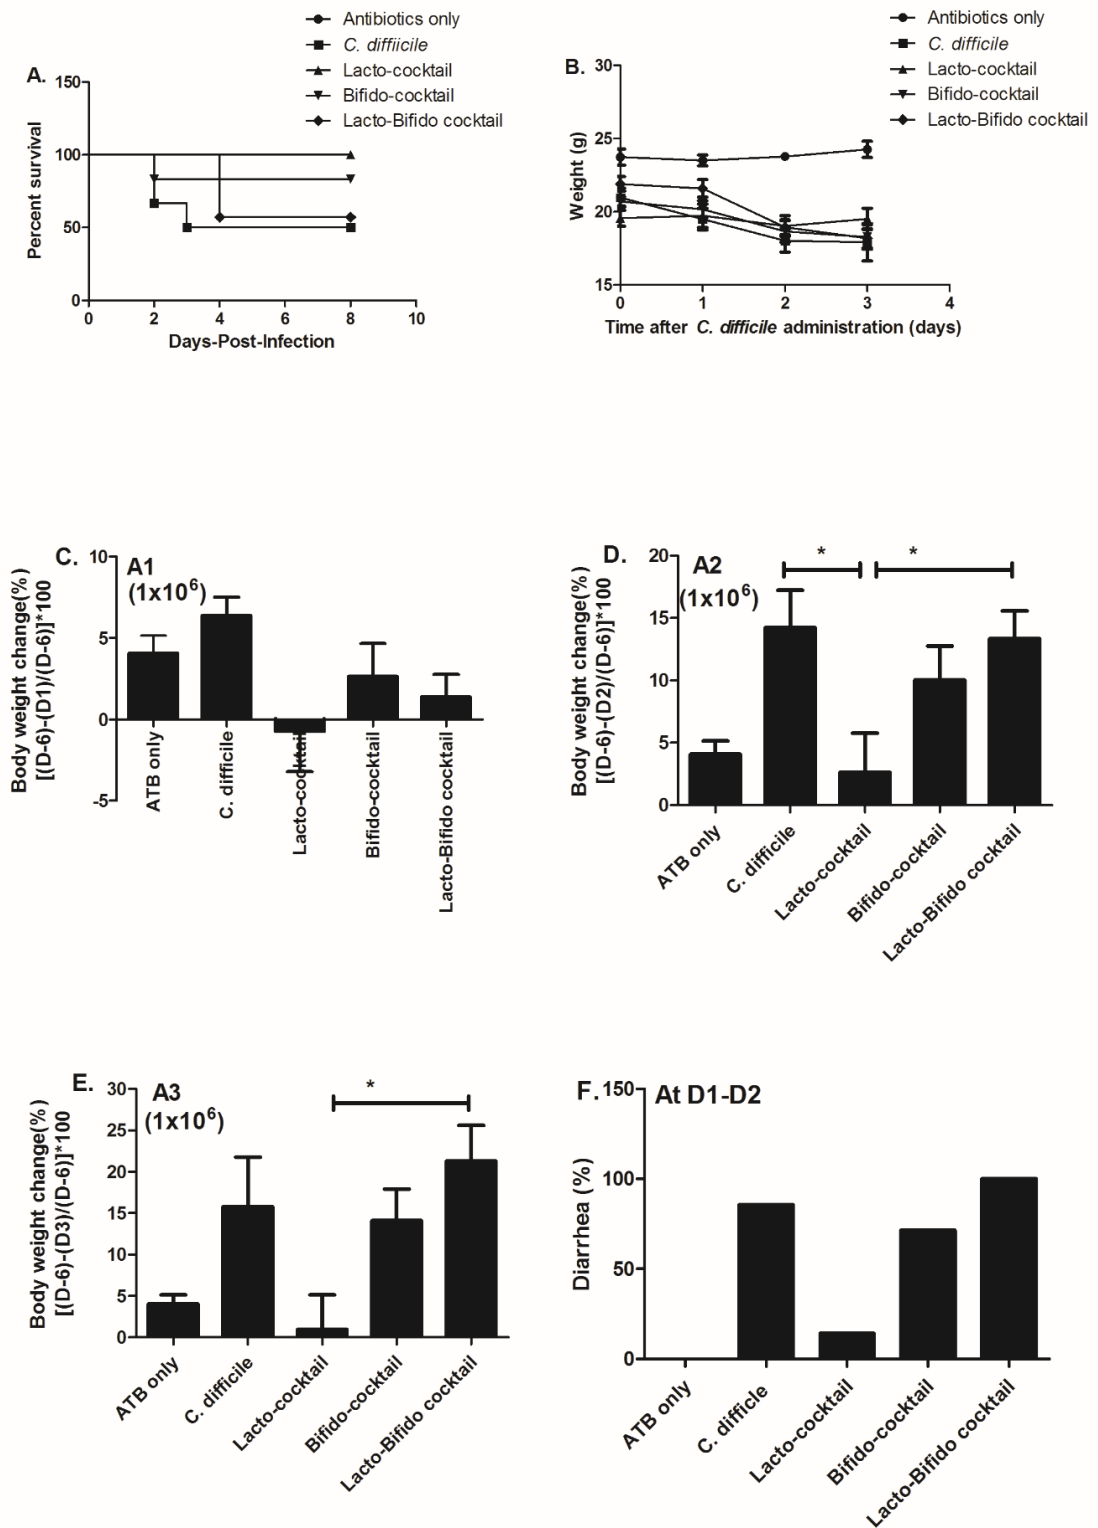 Antibiotics only
C. diffiicile
Lacto-cocktail
Bifido-cocktail
Lacto-Bifido cocktail
A.
150
100
50
0
Percent survival
0 2 4 6 8 10
Days-Post-Infection
Antibiotics only
C. difficile
Lacto-cocktail
Bifido-cocktail
Lacto-Bifido cocktail
B.
30
25
20
15
Weight (g)
0 1 2 3 4
Time after C. difficile administration (days)
C.
A1
(1x10⁶)
10
5
0
-5
Body weight change(%)
[(D-6)-(D1)/(D-6)]*100
ATB only
C. difficile
Lacto-cocktail
Bifido-cocktail
Lacto-Bifido cocktail
D.
A2
(1x10⁶)
*
*
20
15
10
5
0
Body weight change(%)
[(D-6)-(D2)/(D-6)]*100
ATB only
C. difficile
Lacto-cocktail
Bifido-cocktail
Lacto-Bifido cocktail
E.
A3
(1x10⁶)
*
30
25
20
15
10
5
0
Body weight change(%)
[(D-6)-(D3)/(D-6)]*100
ATB only
C. difficile
Lacto-cocktail
Bifido-cocktail
Lacto-Bifido cocktail
F.
At D1-D2
150
100
50
0
Diarrhea (%)
ATB only
C. difficle
Lacto-cocktail
Bifido-cocktail
Lacto-Bifido cocktail